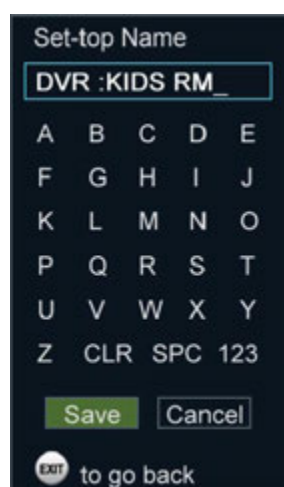 Set-top Name
DVR :KIDS RM_
A B C D E
F G H I J
K L M N O
P Q R S T
U V W X Y
Z CLR SPC 123
Save Cancel
EXIT to go back